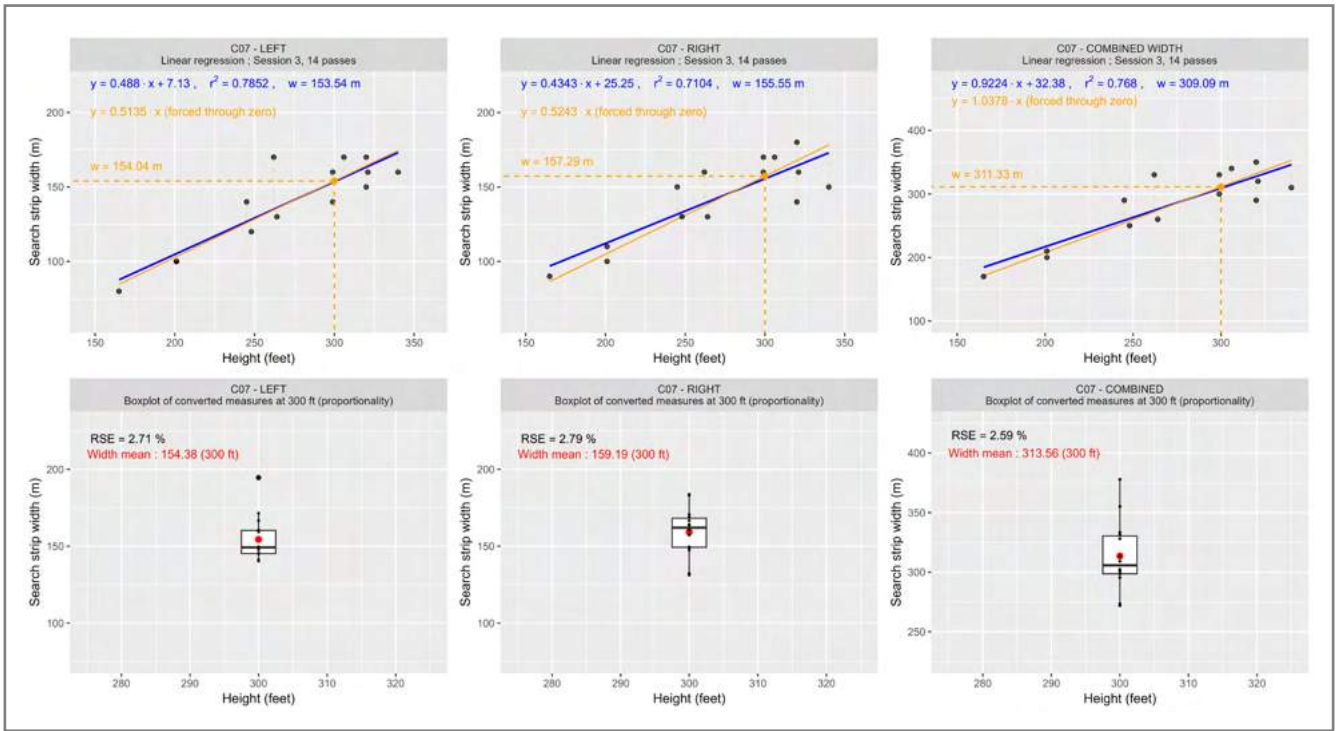 C07 - LEFT
Linear regression ; Session 3, 14 passes
y = 0.488 · x + 7.13 , r² = 0.7852, w = 153.54 m
y = 0.5135 · x (forced through zero)
w = 154.04 m
200
150
100
Search strip width (m)
150 200 250 300 350
Height (feet)
C07 - RIGHT
Linear regression ; Session 3, 14 passes
y = 0.4343 · x + 25.25 , r² = 0.7104, w = 155.55 m
y = 0.5243 · x (forced through zero)
w = 157.29 m
200
150
100
Search strip width (m)
150 200 250 300 350
Height (feet)
C07 - COMBINED WIDTH
Linear regression ; Session 3, 14 passes
y = 0.9224 · x + 32.38 , r² = 0.768, w = 309.09 m
y = 1.0378 · x (forced through zero)
w = 311.33 m
400
300
200
100
Search strip width (m)
150 200 250 300
Height (feet)
C07 - LEFT
Boxplot of converted measures at 300 ft (proportionality)
RSE = 2.71 %
Width mean : 154.38 (300 ft)
200
150
100
Search strip width (m)
280 290 300 310 320
Height (feet)
C07 - RIGHT
Boxplot of converted measures at 300 ft (proportionality)
RSE = 2.79 %
Width mean : 159.19 (300 ft)
200
150
100
Search strip width (m)
280 290 300 310 320
Height (feet)
C07 - COMBINED
Boxplot of converted measures at 300 ft (proportionality)
RSE = 2.59 %
Width mean : 313.56 (300 ft)
400
350
300
250
Search strip width (m)
280 290 300 310 320
Height (feet)